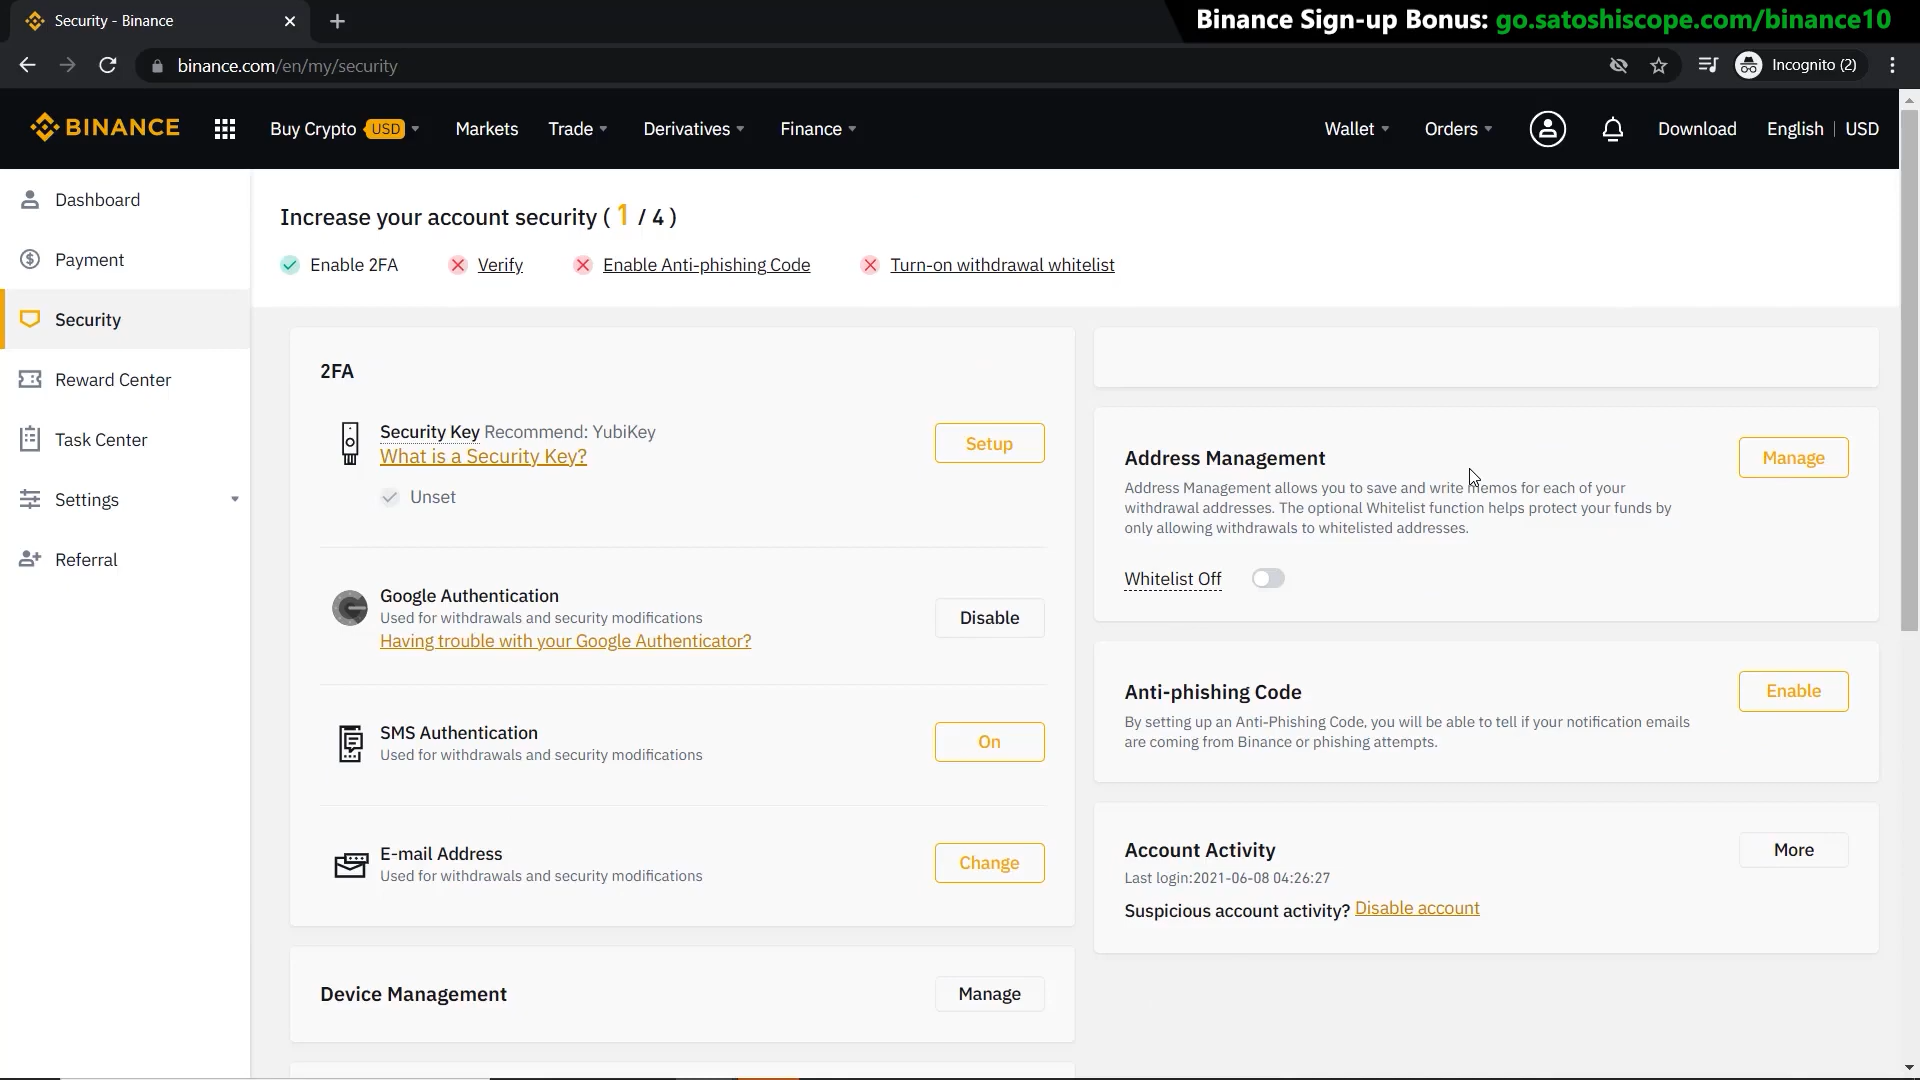 Security - Binance
Binance Sign-up Bonus: go.satoshiscope.com/binance10
binance.com/en/my/security
Incognito (2)
BINANCE
Buy Crypto USD
Markets
Trade
Derivatives
Finance
Wallet
Orders
Download
English
USD
Dashboard
Payment
Security
Reward Center
Task Center
Settings
Referral
Increase your account security ( 1 / 4 )
Enable 2FA
Verify
Enable Anti-phishing Code
Turn-on withdrawal whitelist
2FA
Security Key Recommend: YubiKey
What is a Security Key?
Unset
Setup
Google Authentication
Used for withdrawals and security modifications
Having trouble with your Google Authenticator?
Disable
SMS Authentication
Used for withdrawals and security modifications
On
E-mail Address
Used for withdrawals and security modifications
Change
Device Management
Manage
Address Management
Address Management allows you to save and write memos for each of your
withdrawal addresses. The optional Whitelist function helps protect your funds by
only allowing withdrawals to whitelisted addresses.
Manage
Whitelist Off
Anti-phishing Code
By setting up an Anti-Phishing Code, you will be able to tell if your notification emails
are coming from Binance or phishing attempts.
Enable
Account Activity
Last login:2021-06-08 04:26:27
Suspicious account activity? Disable account
More